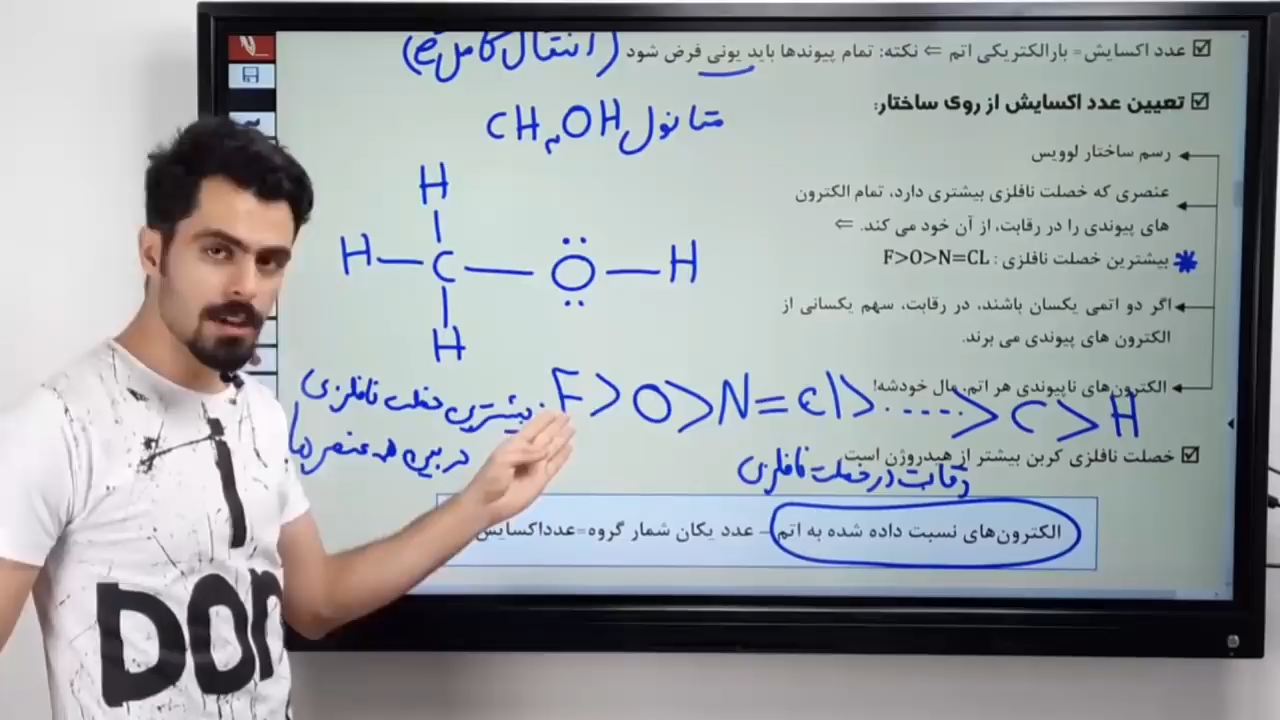 ☑ عدد اکسایش= بارالکتریکی اتم ⇐ نکته: تمام پیوندها باید یونی فرض شود (انتقال کامل e)
☑ تعیین عدد اکسایش از روی ساختار:
متانول CH₃OH
رسم ساختار لوویس
عنصری که خصلت نافلزی بیشتری دارد، تمام الکترون
های پیوندی را در رقابت، از آن خود می کند. ⇐
بیشترین خصلت نافلزی : F>O>N=CL
اگر دو اتمی یکسان باشند، در رقابت، سهم یکسانی از
الکترون های پیوندی می برند.
الکترون‌های ناپیوندی هر اتم، مال خودشه!
H
H—C—O—H
H
F>O>N=Cl>.....>C>H
بیشترین خصلت نافلزی
در بین همه عنصرها
☑ خصلت نافلزی کربن بیشتر از هیدروژن است
رقابت در خصلت نافلزی
الکترون‌های نسبت داده شده به اتم – عدد یکان شمار گروه=عدداکسایش
DON